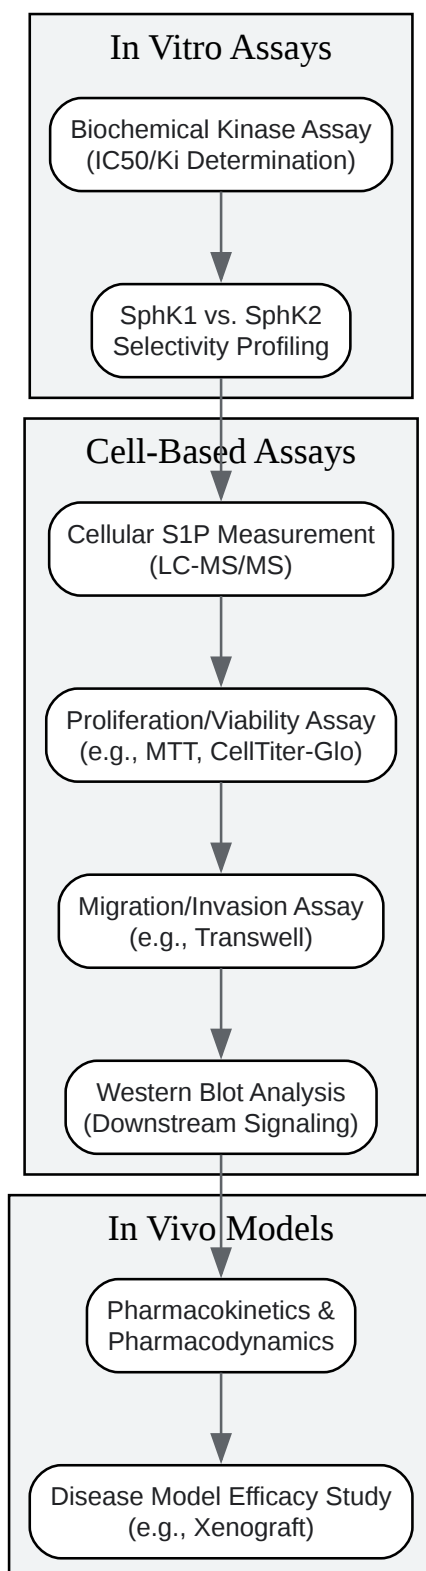 In Vitro Assays
Biochemical Kinase Assay
(IC50/Ki Determination)
SphK1 vs. SphK2
Selectivity Profiling
Cell-Based Assays
Cellular S1P Measurement
(LC-MS/MS)
Proliferation/Viability Assay
(e.g., MTT, CellTiter-Glo)
Migration/Invasion Assay
(e.g., Transwell)
Western Blot Analysis
(Downstream Signaling)
In Vivo Models
Pharmacokinetics &
Pharmacodynamics
Disease Model Efficacy Study
(e.g., Xenograft)